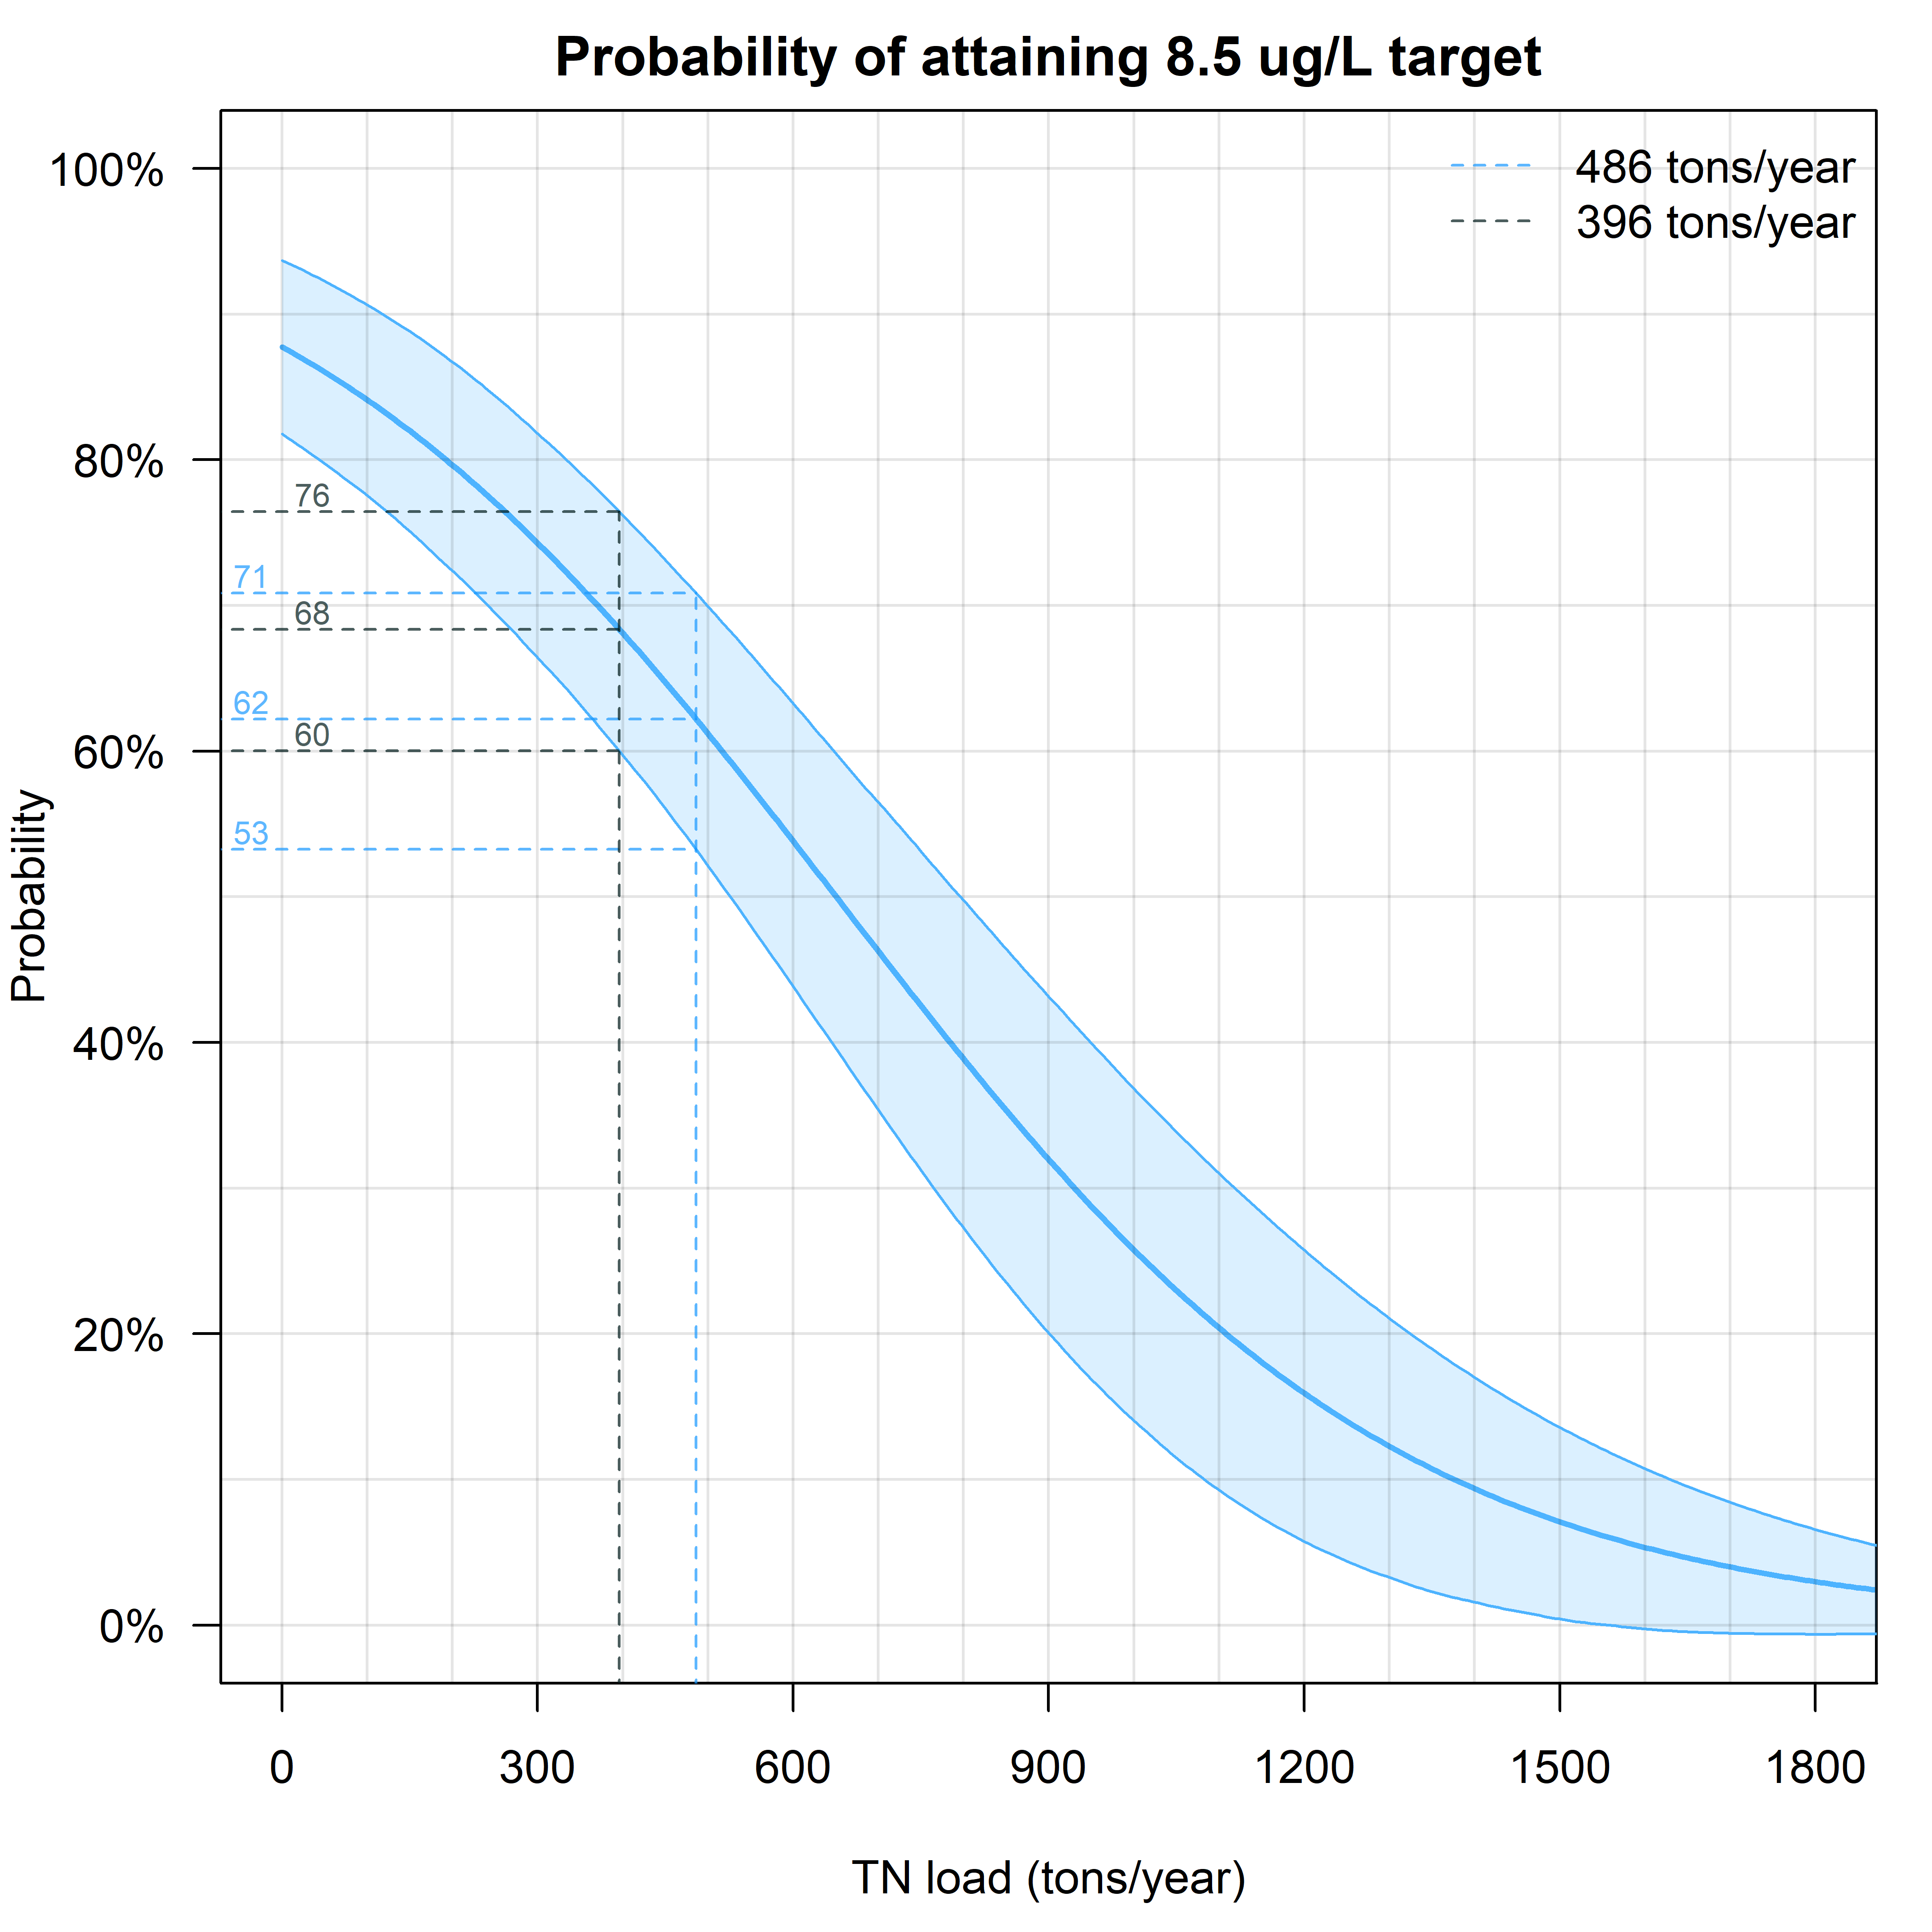 Probability of attaining 8.5 ug/L target
486 tons/year
396 tons/year
100%
80%
76
71
68
62
60
60%
53
40%
20%
0%
Probability
0 300 600 900 1200 1500 1800
TN load (tons/year)